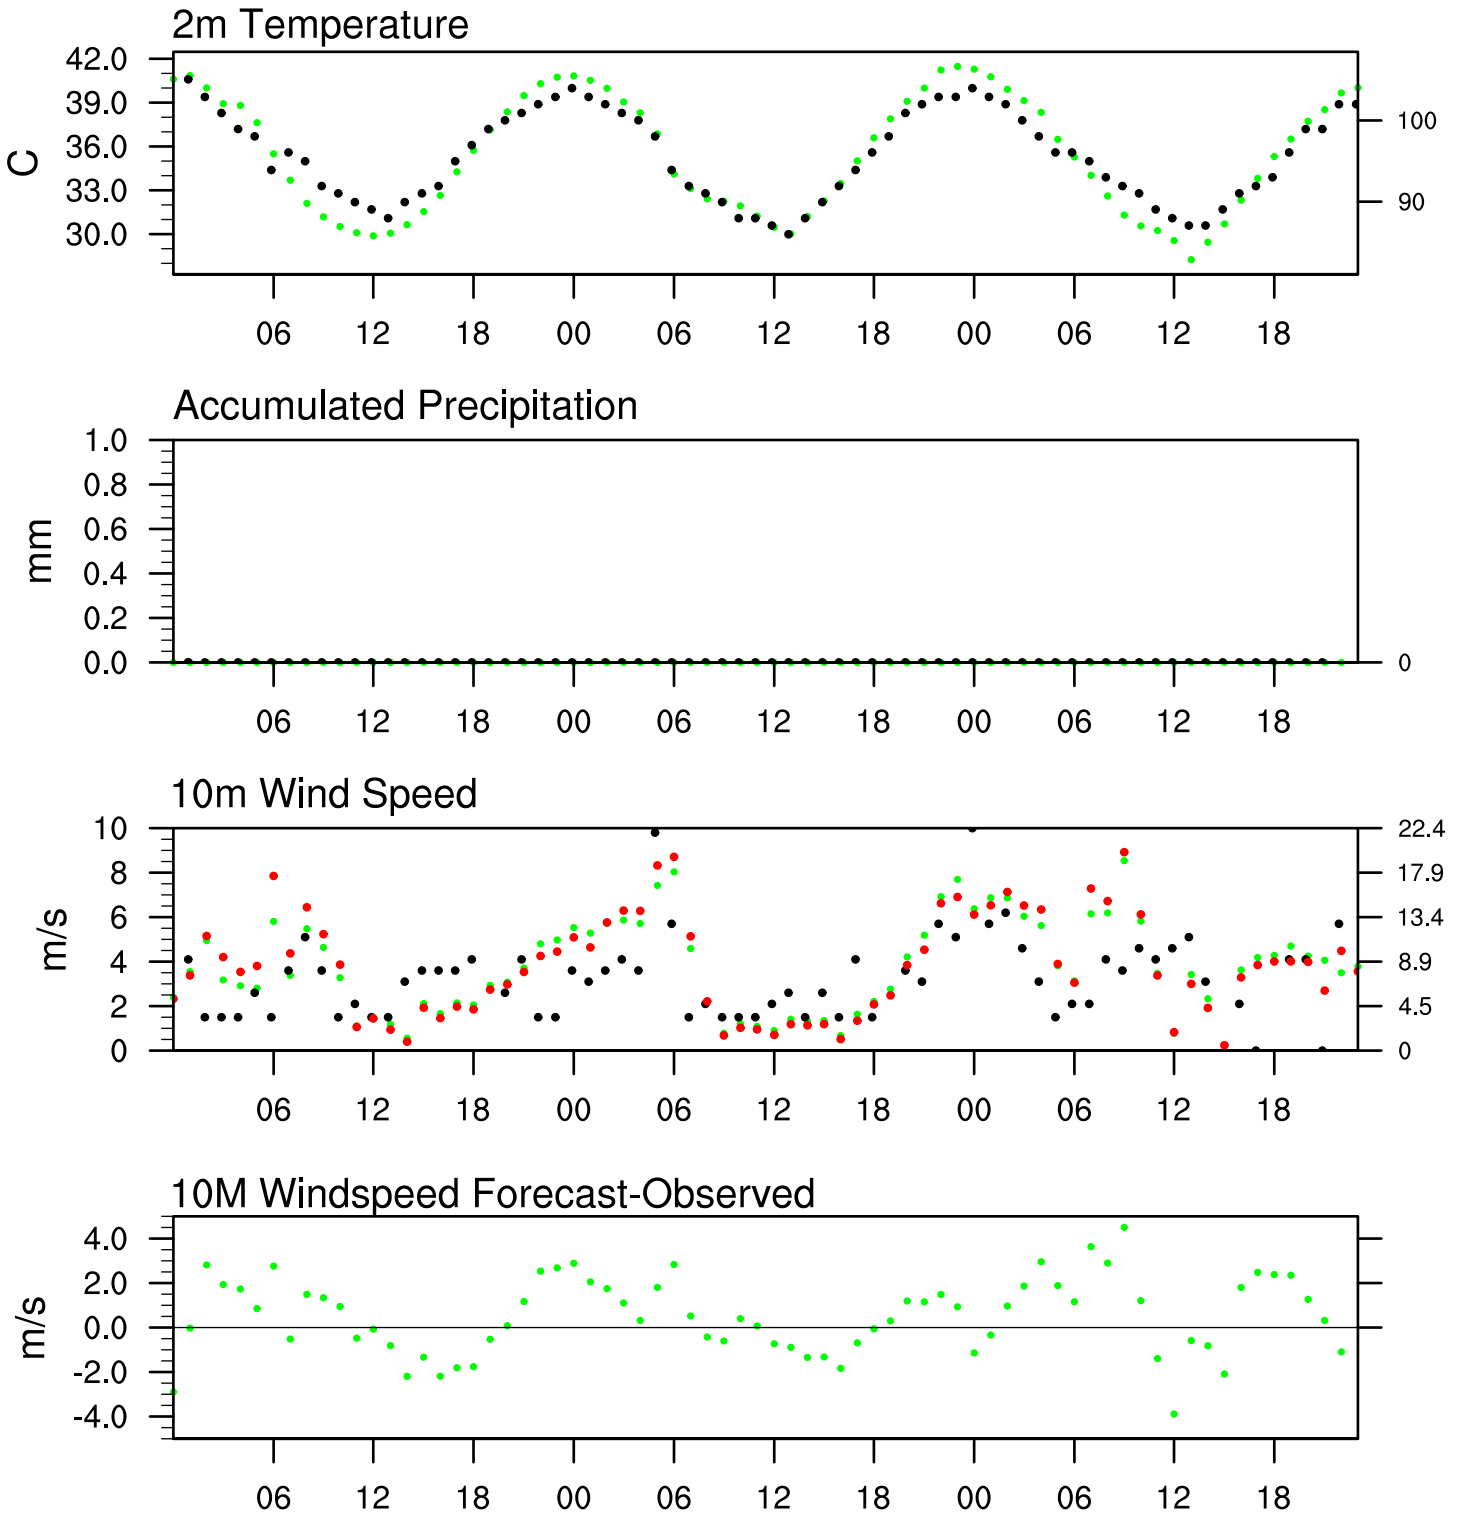 2m Temperature
42.0
39.0
36.0
33.0
30.0
C
100
90
06 12 18 00 06 12 18 00 06 12 18
Accumulated Precipitation
1.0
0.8
0.6
0.4
0.2
0.0
mm
0
06 12 18 00 06 12 18 00 06 12 18
10m Wind Speed
10
8
6
4
2
0
m/s
22.4
17.9
13.4
8.9
4.5
0
06 12 18 00 06 12 18 00 06 12 18
10M Windspeed Forecast-Observed
4.0
2.0
0.0
-2.0
-4.0
m/s
06 12 18 00 06 12 18 00 06 12 18